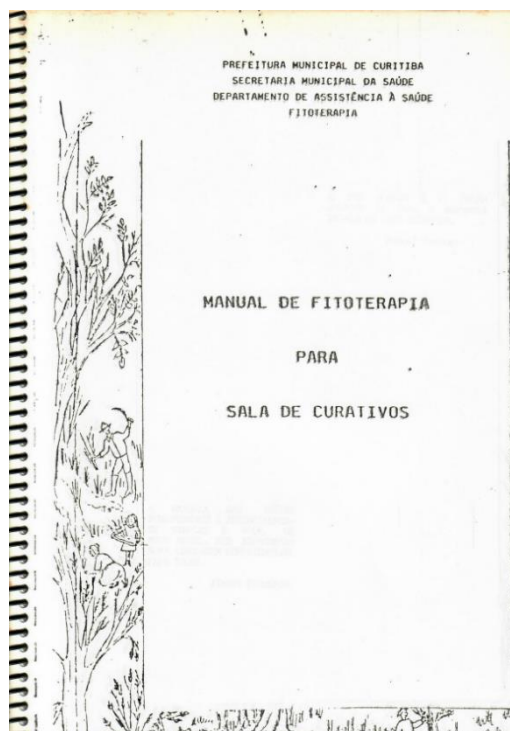 PREFEITURA MUNICIPAL DE CURITIBA
SECRETARIA MUNICIPAL DA SAÚDE
DEPARTAMENTO DE ASSISTÊNCIA À SAÚDE
FITOTERAPIA
MANUAL DE FITOTERAPIA
PARA
SALA DE CURATIVOS